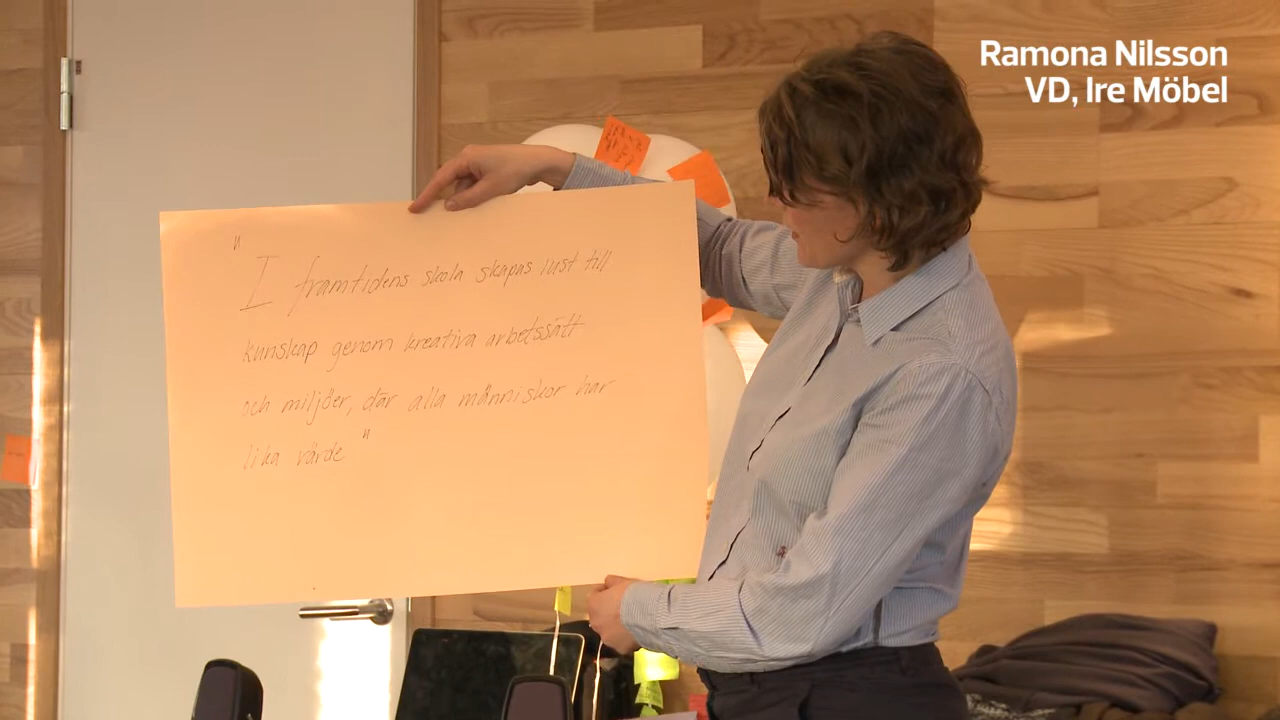 Ramona Nilsson
VD, Ire Möbel
" I framtidens skola skapas lust till
kunskap genom kreativa arbetssätt
och miljöer, där alla människor har
lika värde "